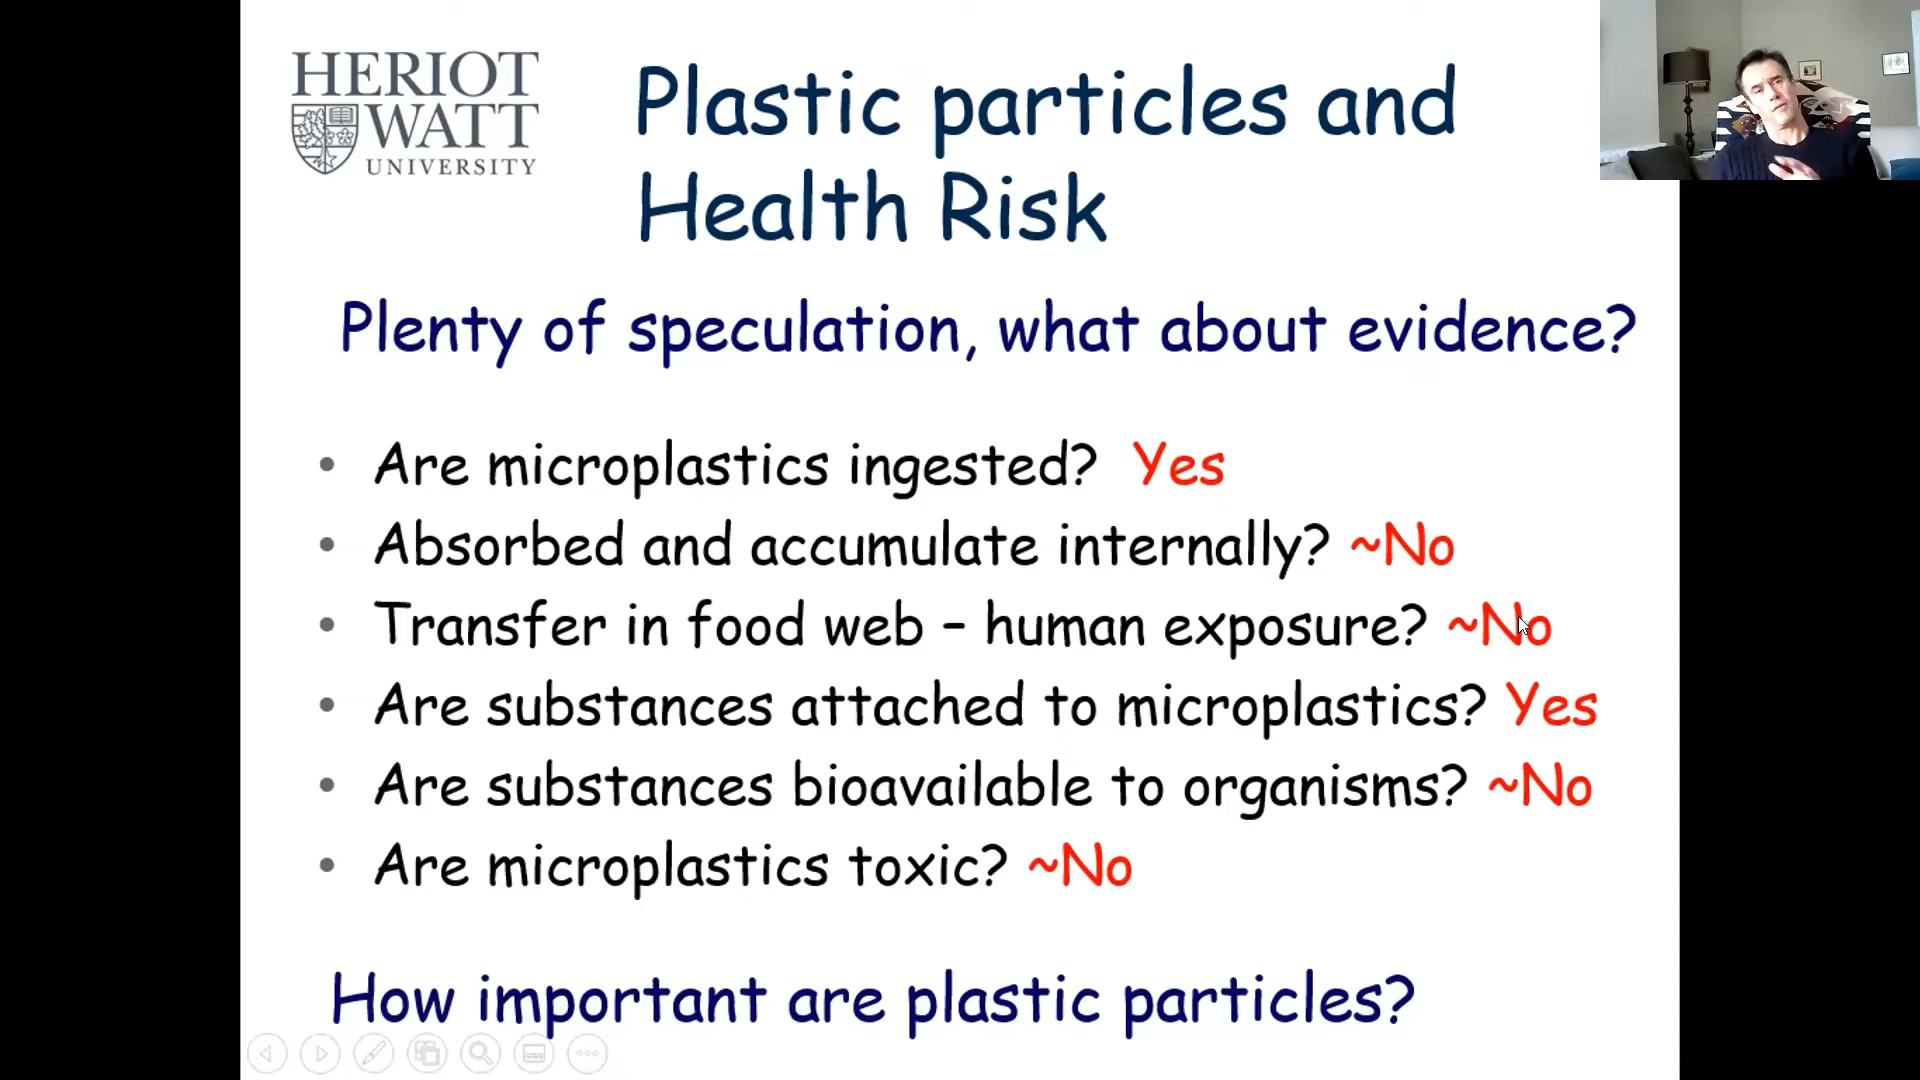 HERIOT
WATT
UNIVERSITY
Plastic particles and
Health Risk
Plenty of speculation, what about evidence?
• Are microplastics ingested? Yes
• Absorbed and accumulate internally? ~No
• Transfer in food web – human exposure? ~No
• Are substances attached to microplastics? Yes
• Are substances bioavailable to organisms? ~No
• Are microplastics toxic? ~No
How important are plastic particles?